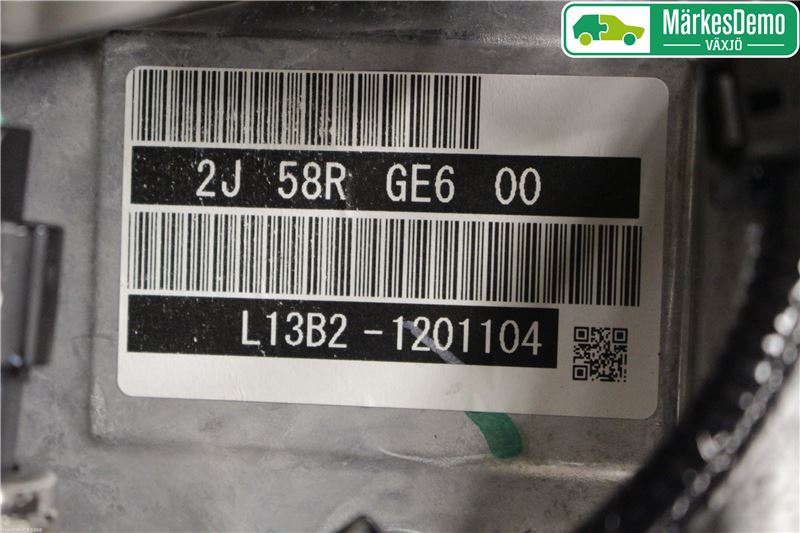 MärkesDemo
VÄXJÖ
2J 58R GE6 00
L13B2-1201104